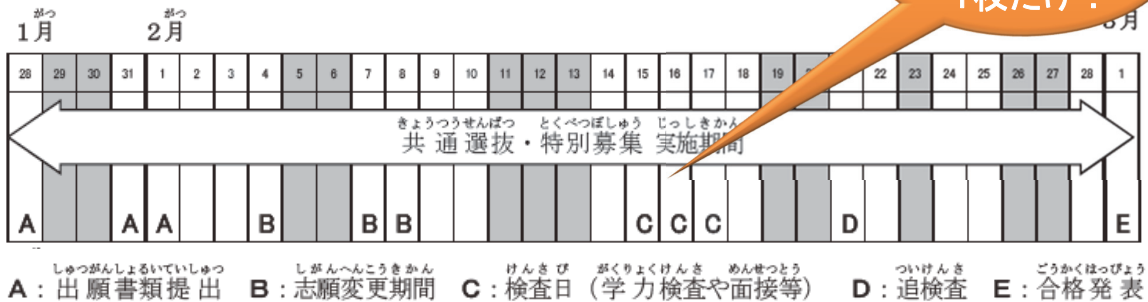 1枚だけ！
がつ がつ
1月 2月 3月
28 29 30 31 1 2 3 4 5 6 7 8 9 10 11 12 13 14 15 16 17 18 19 22 23 24 25 26 27 28 1
きょうつうせんばつ とくべつぼしゅう じっしきかん
共通選抜・特別募集 実施期間
A A A B B B C C C D E
しゅつがんしょるいていしゅつ しがんへんこうきかん けんさび がくりょくけんさ めんせつとう ついけんさ ごうかくはっぴょう
A：出願書類提出 B：志願変更期間 C：検査日（学力検査や面接等） D：追検査 E：合格発表